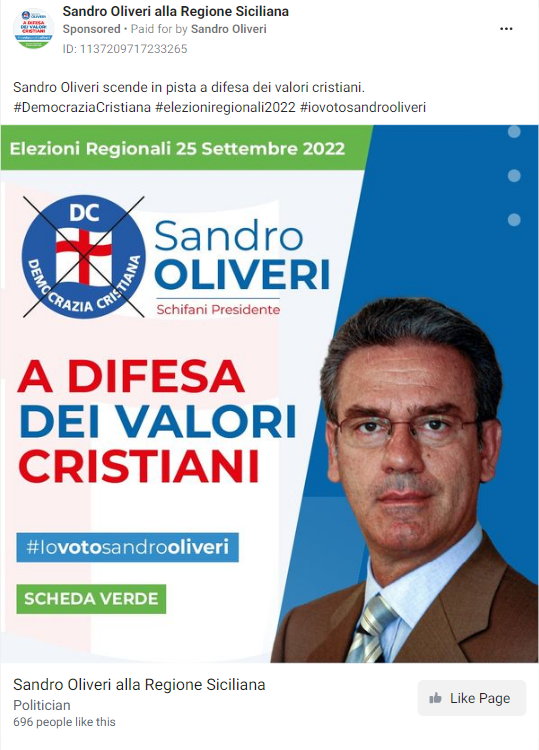 Sandro Oliveri alla Regione Siciliana
Sponsored • Paid for by Sandro Oliveri
ID: 1137209717233265
Sandro Oliveri scende in pista a difesa dei valori cristiani.
#DemocraziaCristiana #elezioniregionali2022 #iovotosandrooliveri
Elezioni Regionali 25 Settembre 2022
DC
DEMOCRAZIA CRISTIANA
Sandro
OLIVERI
Schifani Presidente
A DIFESA
DEI VALORI
CRISTIANI
#Iovotosandrooliveri
SCHEDA VERDE
Sandro Oliveri alla Regione Siciliana
Politician
696 people like this
Like Page